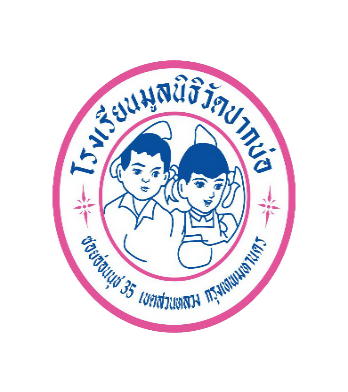 โรงเรียนมูลนิธิวัดปากบ่อ
ซอยอ่อนนุช 35 เขตสวนหลวง กรุงเทพมหานคร